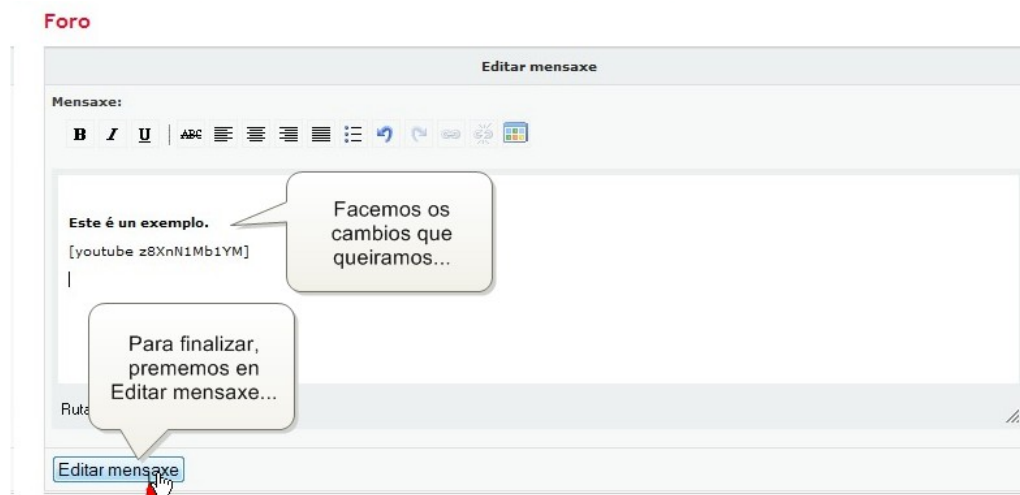 Foro
Editar mensaxe
Mensaxe:
B I U ABC
Este é un exemplo.
[youtube z8XnN1Mb1YM]
Facemos os
cambios que
queiramos...
Para finalizar,
prememos en
Editar mensaxe...
Ruta
Editar mensaxe